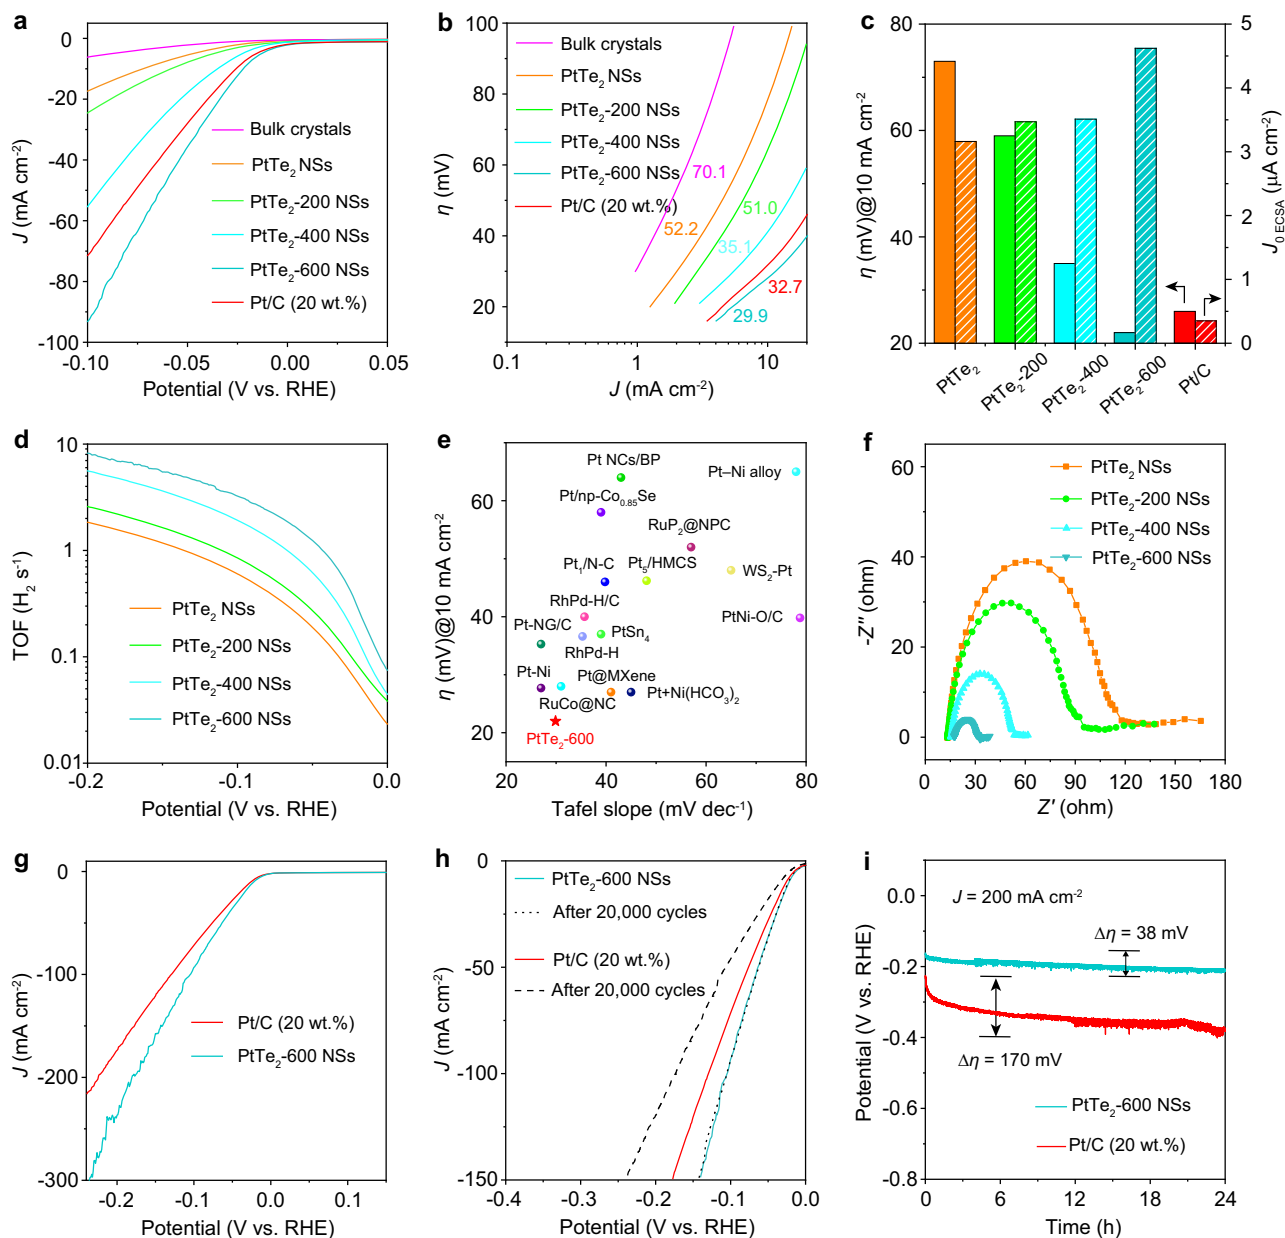 a
0
-20
-40
-60
-80
-100
-0.10
-0.05
0.00
0.05
J (mA cm⁻²)
Potential (V vs. RHE)
Bulk crystals
PtTe₂ NSs
PtTe₂-200 NSs
PtTe₂-400 NSs
PtTe₂-600 NSs
Pt/C (20 wt.%)
b
100
80
60
40
20
0.1
1
10
η (mV)
J (mA cm⁻²)
Bulk crystals
PtTe₂ NSs
PtTe₂-200 NSs
PtTe₂-400 NSs
PtTe₂-600 NSs
Pt/C (20 wt.%)
70.1
52.2
51.0
35.1
32.7
29.9
c
80
60
40
20
5
4
3
2
1
0
η (mV)@10 mA cm⁻²
J₀ ECSA (μA cm⁻²)
PtTe₂
PtTe₂-200
PtTe₂-400
PtTe₂-600
Pt/C
d
10
1
0.1
0.01
-0.2
-0.1
0.0
TOF (H₂ s⁻¹)
Potential (V vs. RHE)
PtTe₂ NSs
PtTe₂-200 NSs
PtTe₂-400 NSs
PtTe₂-600 NSs
e
60
40
20
20
40
60
80
η (mV)@10 mA cm⁻²
Tafel slope (mV dec⁻¹)
Pt NCs/BP
Pt–Ni alloy
Pt/np-Co₀.₈₅Se
RuP₂@NPC
Pt₁/N-C
Pt₅/HMCS
WS₂-Pt
RhPd-H/C
PtNi-O/C
Pt-NG/C
PtSn₄
RhPd-H
Pt-Ni
Pt@MXene
Pt+Ni(HCO₃)₂
RuCo@NC
PtTe₂-600
f
60
40
20
0
0
30
60
90
120
150
180
-Z″ (ohm)
Z′ (ohm)
PtTe₂ NSs
PtTe₂-200 NSs
PtTe₂-400 NSs
PtTe₂-600 NSs
g
0
-100
-200
-300
-0.2
-0.1
0.0
0.1
J (mA cm⁻²)
Potential (V vs. RHE)
Pt/C (20 wt.%)
PtTe₂-600 NSs
h
0
-50
-100
-150
-0.4
-0.3
-0.2
-0.1
0.0
J (mA cm⁻²)
Potential (V vs. RHE)
PtTe₂-600 NSs
After 20,000 cycles
Pt/C (20 wt.%)
After 20,000 cycles
i
0.0
-0.2
-0.4
-0.6
-0.8
0
6
12
18
24
Potential (V vs. RHE)
Time (h)
J = 200 mA cm⁻²
Δη = 38 mV
Δη = 170 mV
PtTe₂-600 NSs
Pt/C (20 wt.%)